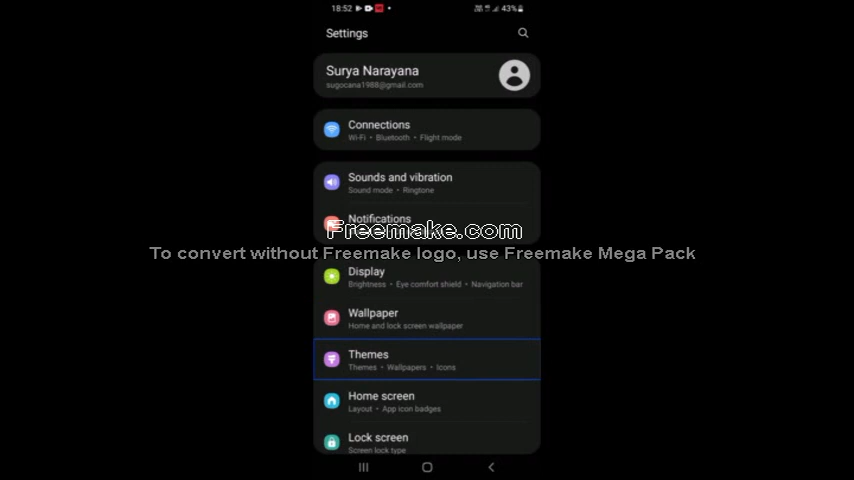 18:52
43%
Settings
Surya Narayana
sugocana1988@gmail.com
Connections
Wi-Fi • Bluetooth • Flight mode
Sounds and vibration
Sound mode • Ringtone
Notifications
Freemake.com
To convert without Freemake logo, use Freemake Mega Pack
Display
Brightness • Eye comfort shield • Navigation bar
Wallpaper
Home and lock screen wallpaper
Themes
Themes • Wallpapers • Icons
Home screen
Layout • App icon badges
Lock screen
Screen lock type